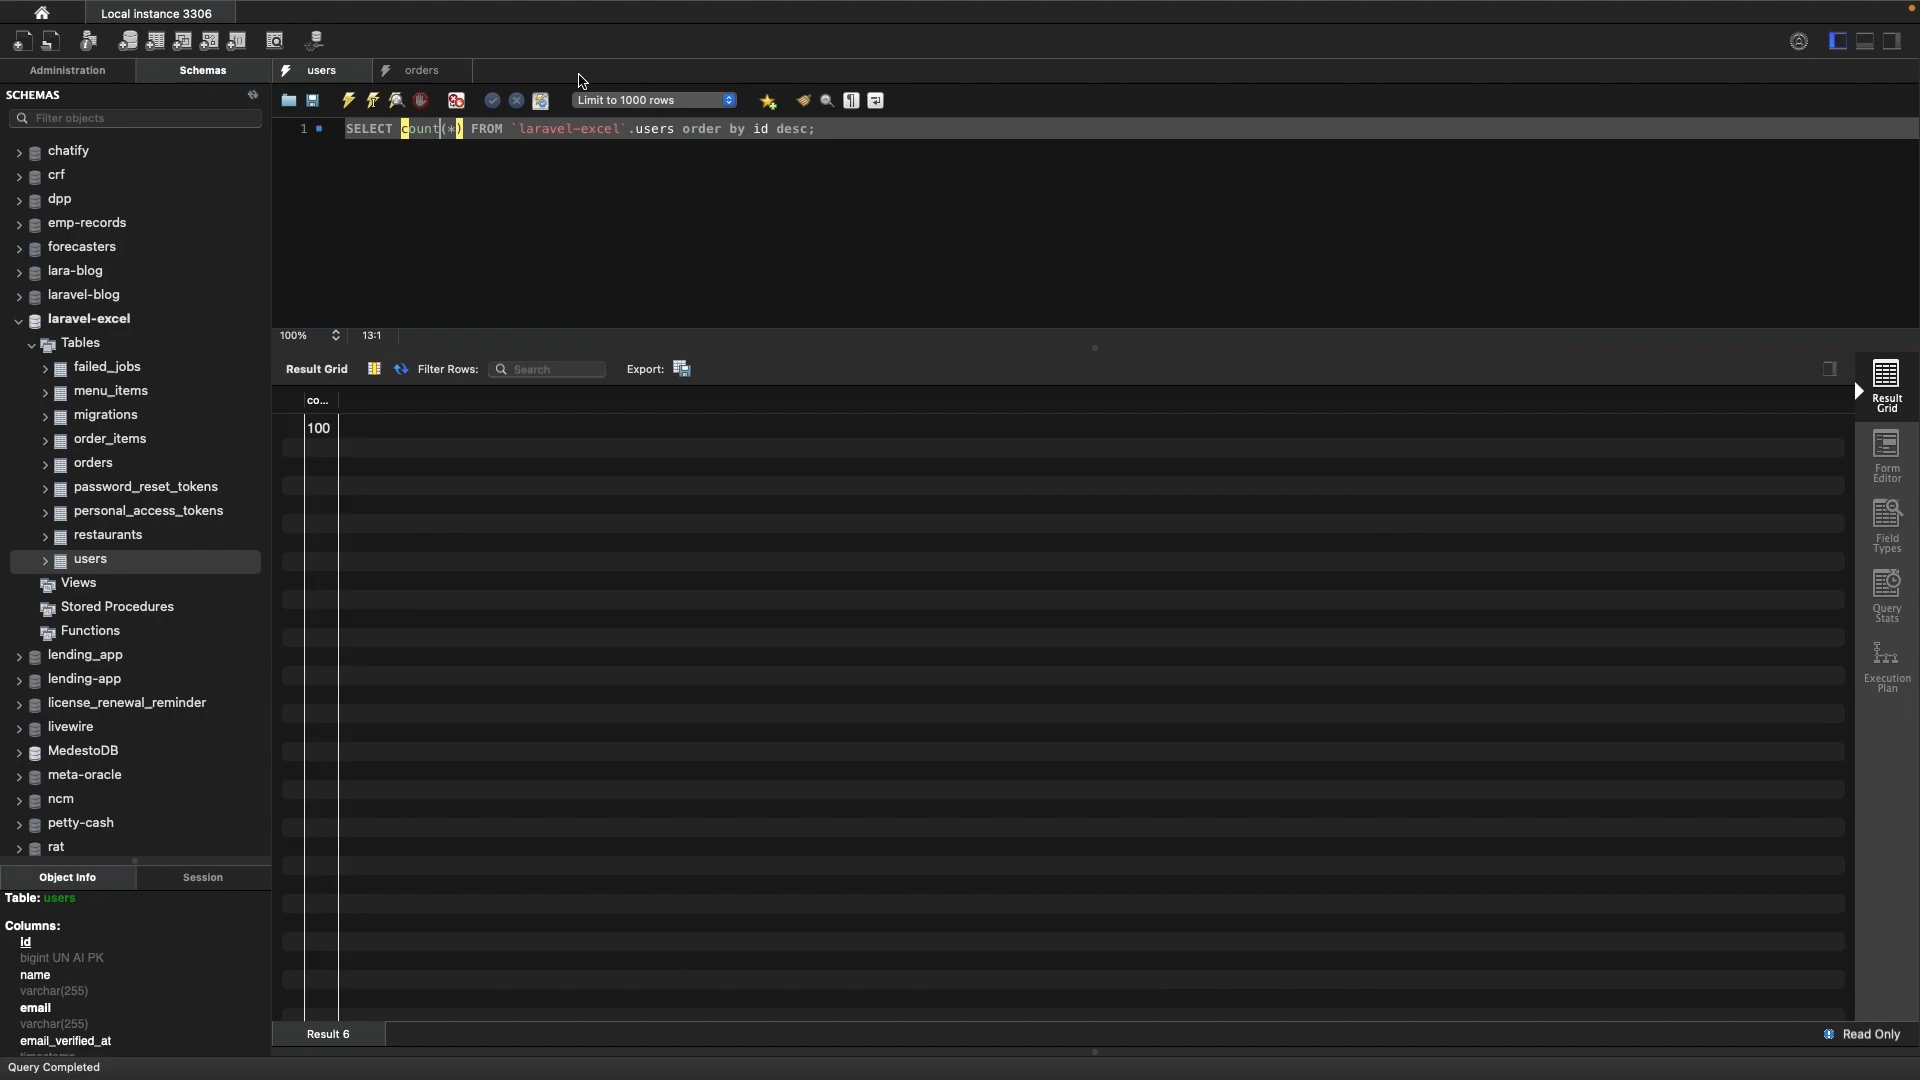 Local instance 3306
Administration
Schemas
users
orders
SCHEMAS
Filter objects
Limit to 1000 rows
1
SELECT count(*) FROM `laravel-excel`.users order by id desc;
chatify
crf
dpp
emp-records
forecasters
lara-blog
laravel-blog
laravel-excel
Tables
failed_jobs
menu_items
migrations
order_items
orders
password_reset_tokens
personal_access_tokens
restaurants
users
Views
Stored Procedures
Functions
lending_app
lending-app
license_renewal_reminder
livewire
MedestoDB
meta-oracle
ncm
petty-cash
rat
100%
13:1
Result Grid
Filter Rows:
Search
Export:
co...
100
Result
Grid
Form
Editor
Field
Types
Query
Stats
Execution
Plan
Object Info
Session
Table: users
Columns:
id
bigint UN AI PK
name
varchar(255)
email
varchar(255)
email_verified_at
Result 6
Read Only
Query Completed